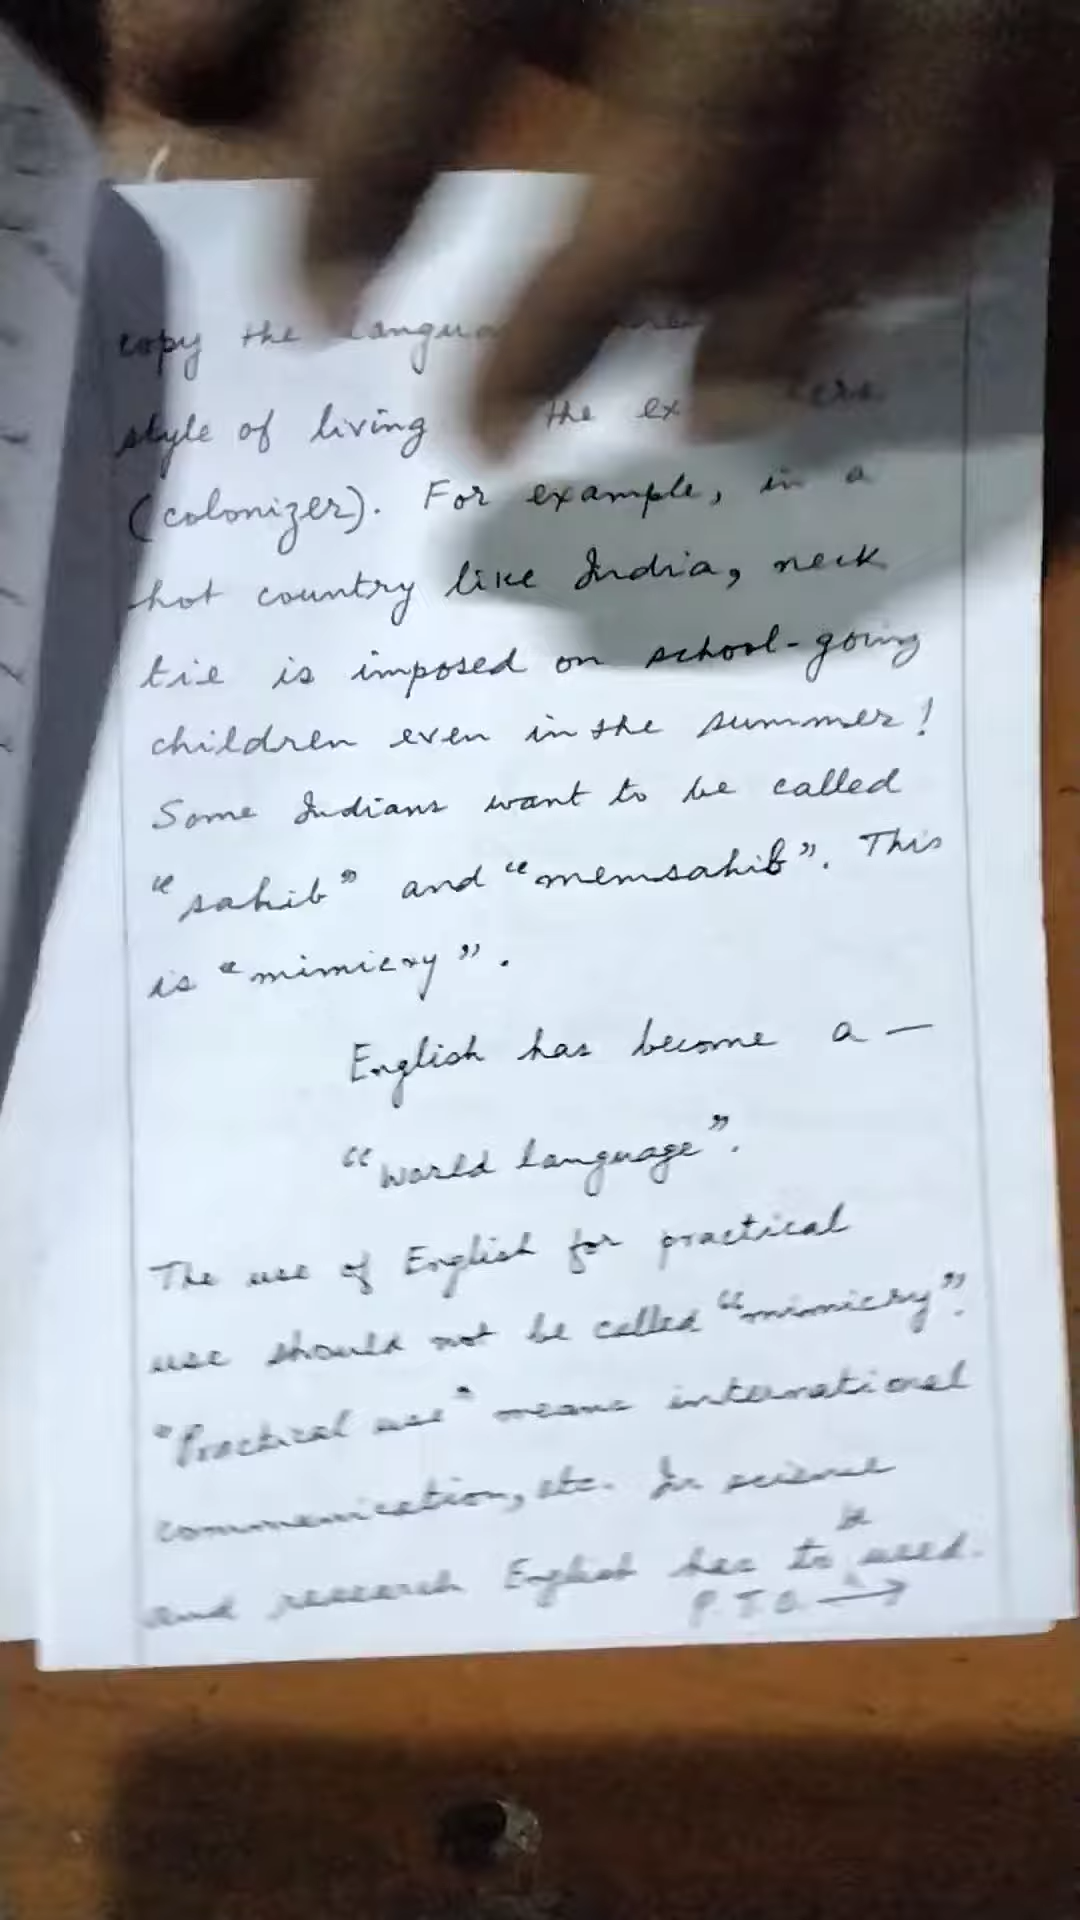 copy the
style of living the
(colonizer). For example, in a
hot country like India, neck
tie is imposed on school-going
children even in the summer!
Some Indians want to be called
"sahib" and "memsahib". This
is "mimicry".
English has become a —
"world language".
The use of English for practical
use should not be called "mimicry".
"Practical use" means international
communication, etc. In science
and research English has to be used.
P.T.O. →